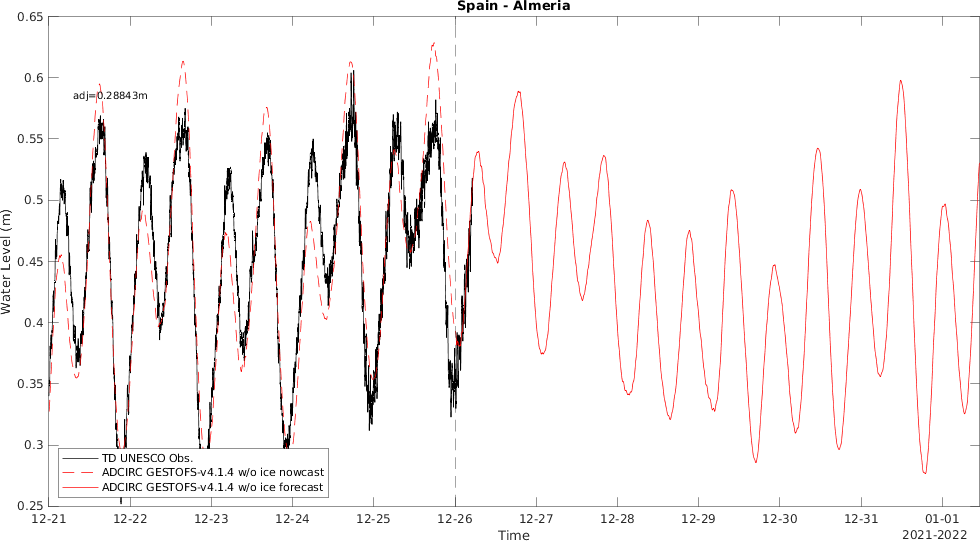 Spain - Almeria
0.65
0.6
0.55
0.5
0.45
0.4
0.35
0.3
0.25
Water Level (m)
adj=0.28843m
TD UNESCO Obs.
ADCIRC GESTOFS-v4.1.4 w/o ice nowcast
ADCIRC GESTOFS-v4.1.4 w/o ice forecast
12-21 12-22 12-23 12-24 12-25 12-26 12-27 12-28 12-29 12-30 12-31 01-01
Time
2021-2022